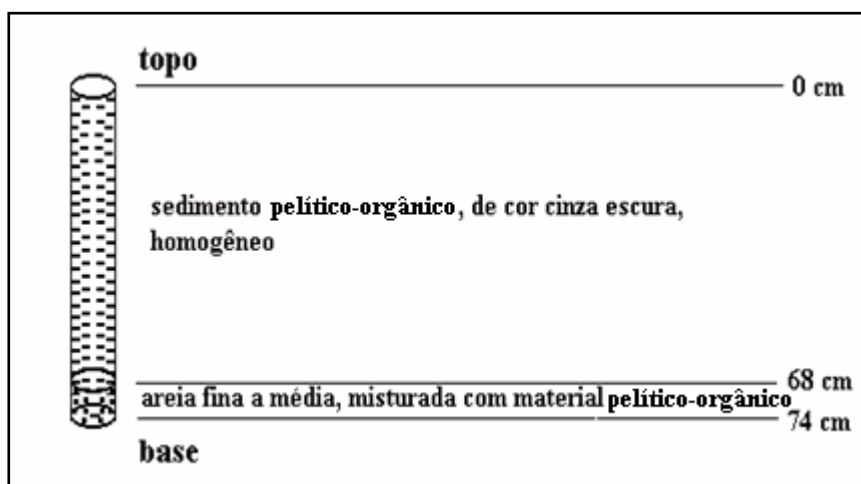 topo
0 cm
sedimento pelítico-orgânico, de cor cinza escura,
homogêneo
68 cm
areia fina a média, misturada com material pelítico-orgânico
74 cm
base